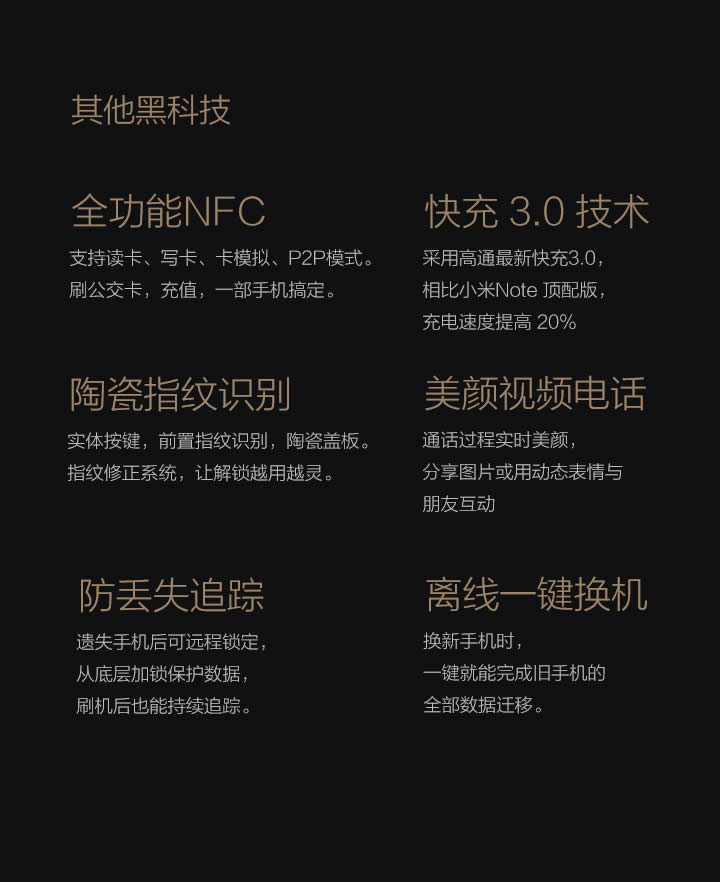 其他黑科技
全功能NFC
支持读卡、写卡、卡模拟、P2P模式。
刷公交卡，充值，一部手机搞定。
快充 3.0 技术
采用高通最新快充3.0，
相比小米Note 顶配版，
充电速度提高 20%
陶瓷指纹识别
实体按键，前置指纹识别，陶瓷盖板。
指纹修正系统，让解锁越用越灵。
美颜视频电话
通话过程实时美颜，
分享图片或用动态表情与
朋友互动
防丢失追踪
遗失手机后可远程锁定，
从底层加锁保护数据，
刷机后也能持续追踪。
离线一键换机
换新手机时，
一键就能完成旧手机的
全部数据迁移。